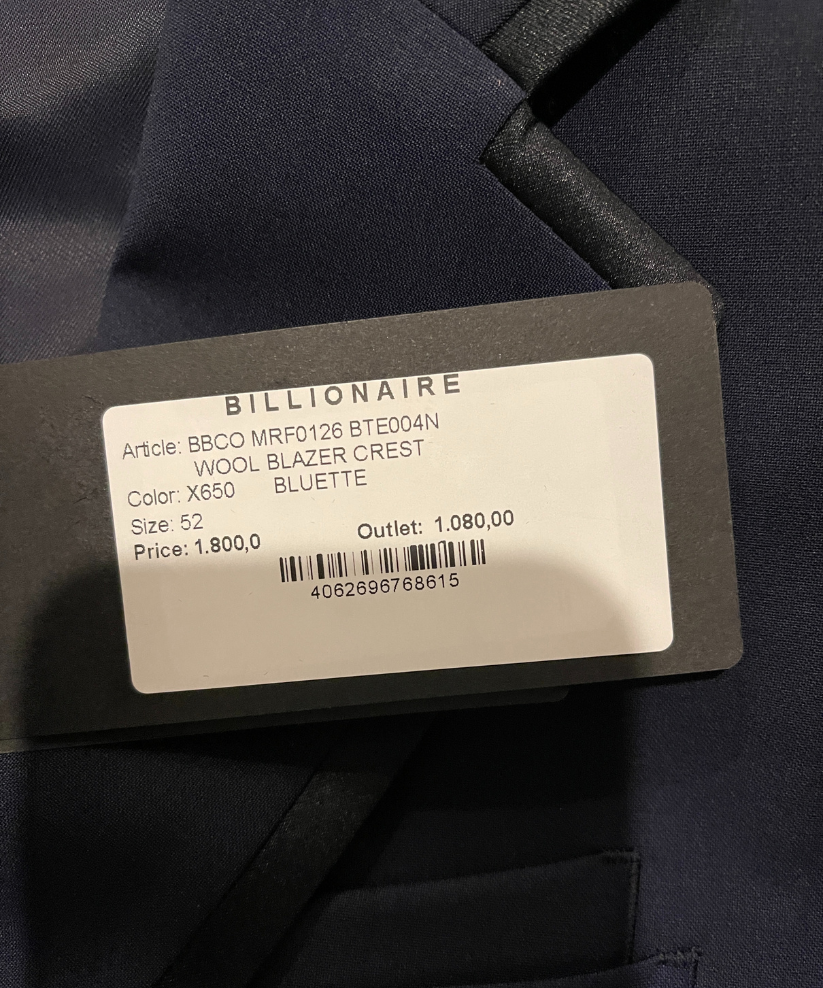 BILLIONAIRE
Article: BBCO MRF0126 BTE004N
WOOL BLAZER CREST
Color: X650 BLUETTE
Size: 52
Price: 1.800,0 Outlet: 1.080,00
4062696768615